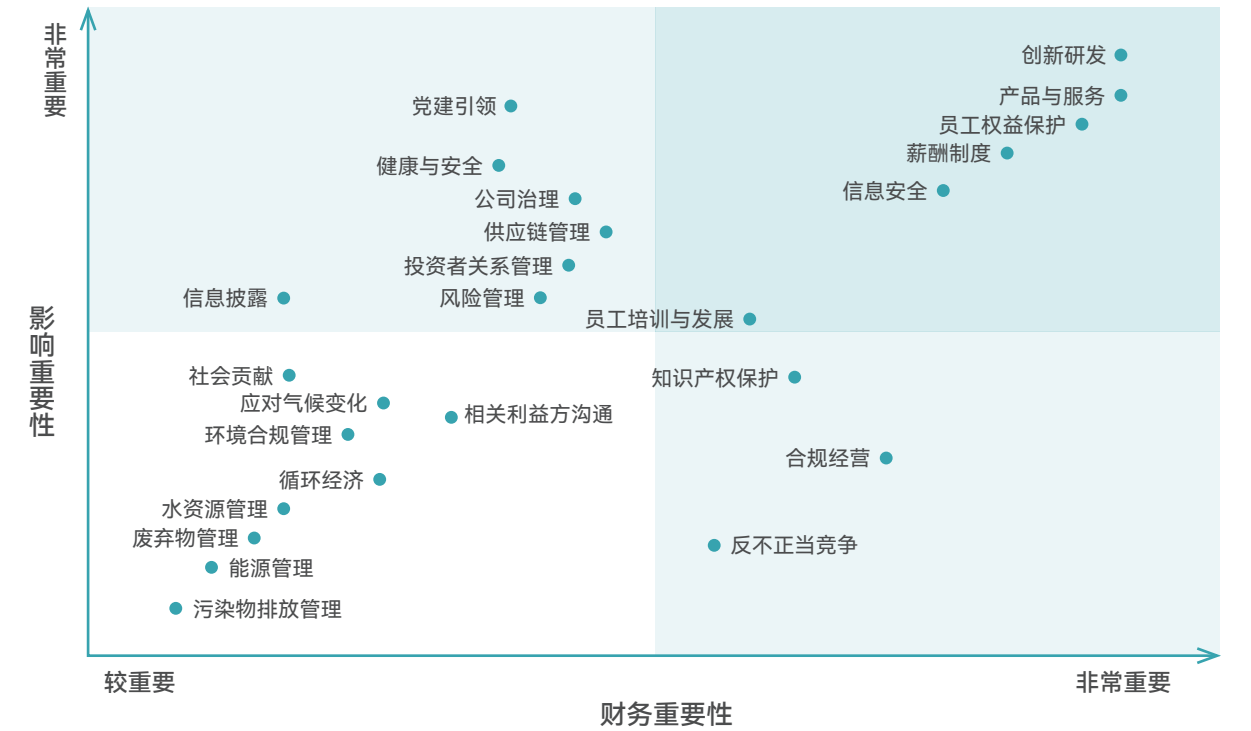 非常重要
创新研发
产品与服务
党建引领
员工权益保护
薪酬制度
健康与安全
信息安全
公司治理
供应链管理
投资者关系管理
信息披露
风险管理
员工培训与发展
影响重要性
社会贡献
知识产权保护
应对气候变化
相关利益方沟通
环境合规管理
合规经营
循环经济
水资源管理
废弃物管理
反不正当竞争
能源管理
污染物排放管理
较重要
非常重要
财务重要性